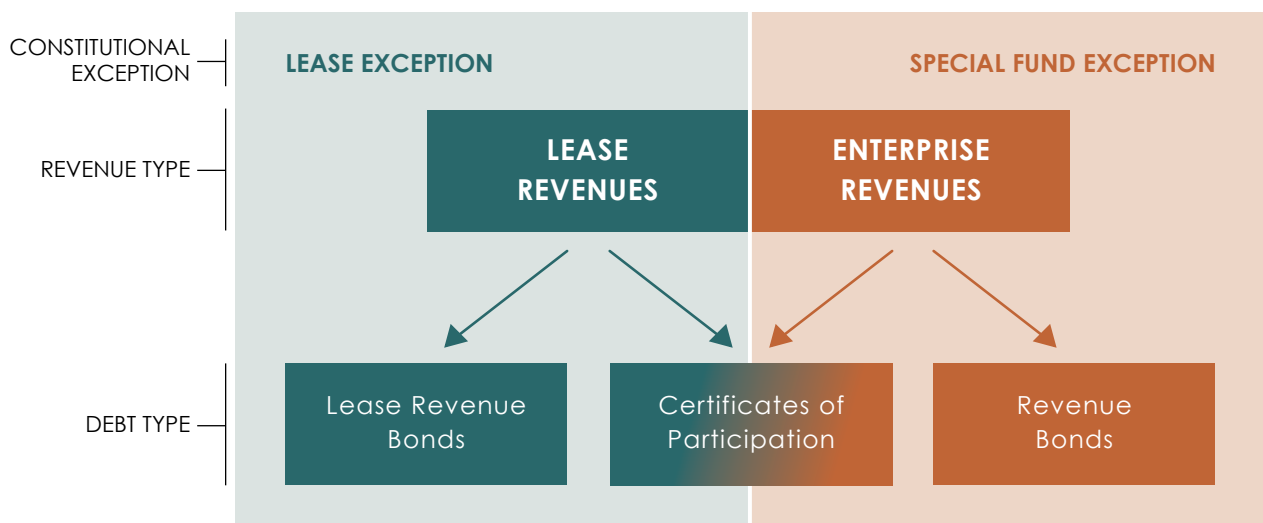 CONSTITUTIONAL
EXCEPTION
LEASE EXCEPTION
SPECIAL FUND EXCEPTION
REVENUE TYPE
LEASE
REVENUES
ENTERPRISE
REVENUES
DEBT TYPE
Lease Revenue
Bonds
Certificates of
Participation
Revenue
Bonds